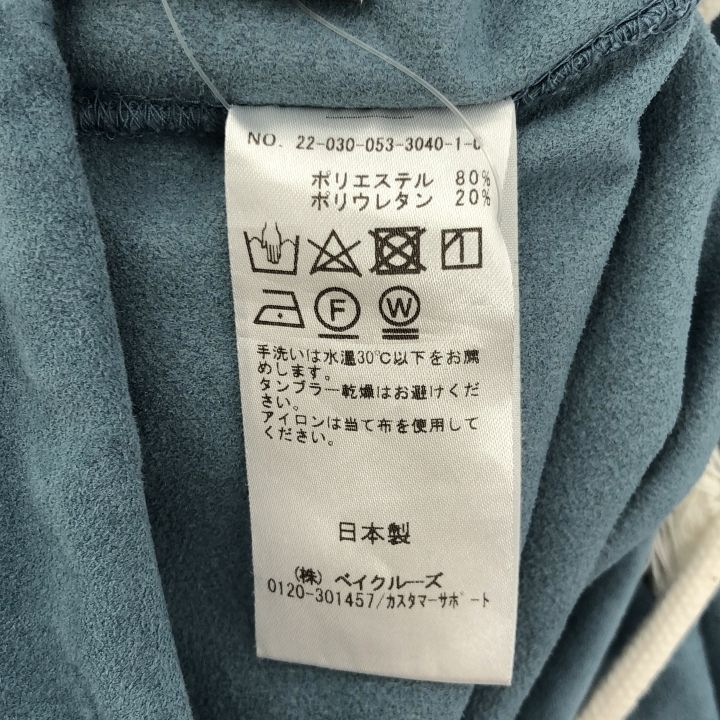 NO. 22-030-053-3040-1-0
ポリエステル 80%
ポリウレタン 20%
F
W
手洗いは水温30℃以下をお薦
めします。
タンブラー乾燥はお避けくだ
さい。
アイロンは当て布を使用して
ください。
日本製
(株) ベイクルーズ
0120-301457/カスタマーサポート